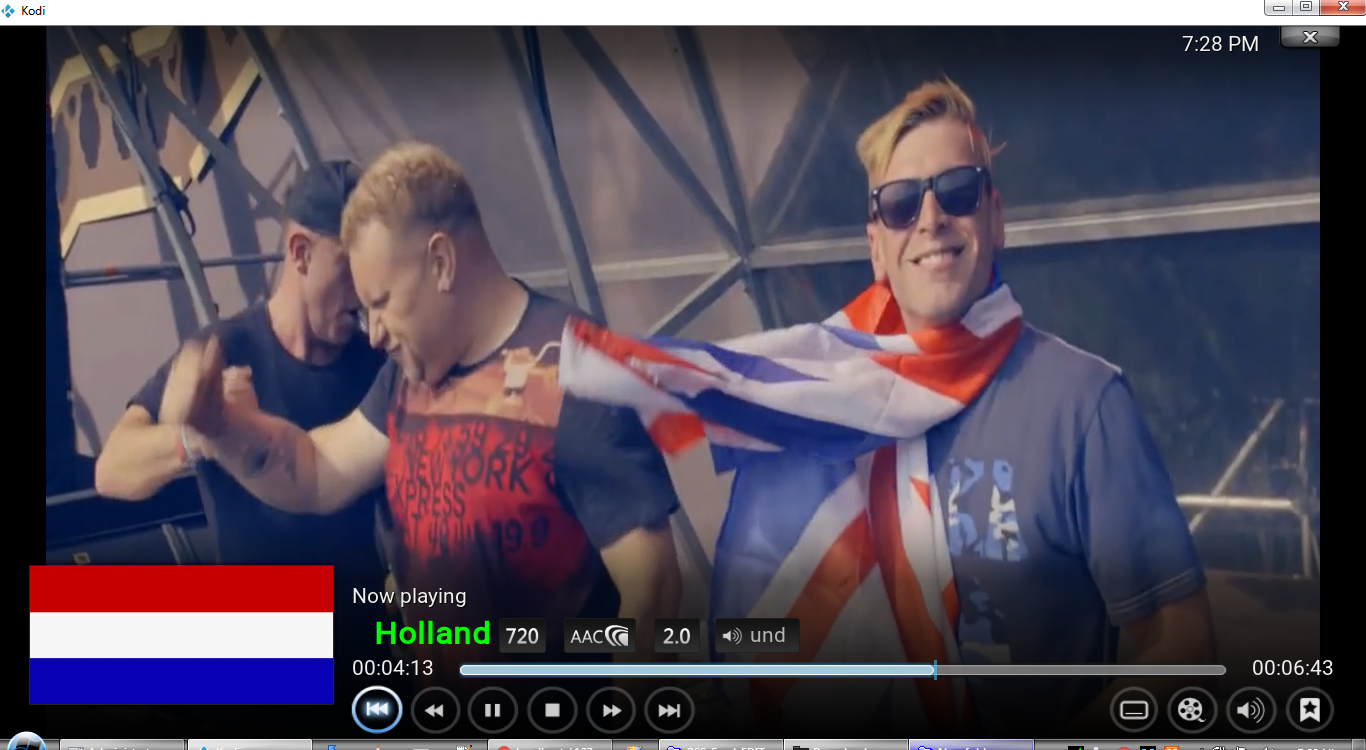 Kodi
7:28 PM
NEW YORK
EXPRESS
Now playing
Holland 720 AAC 2.0 und
00:04:13 00:06:43